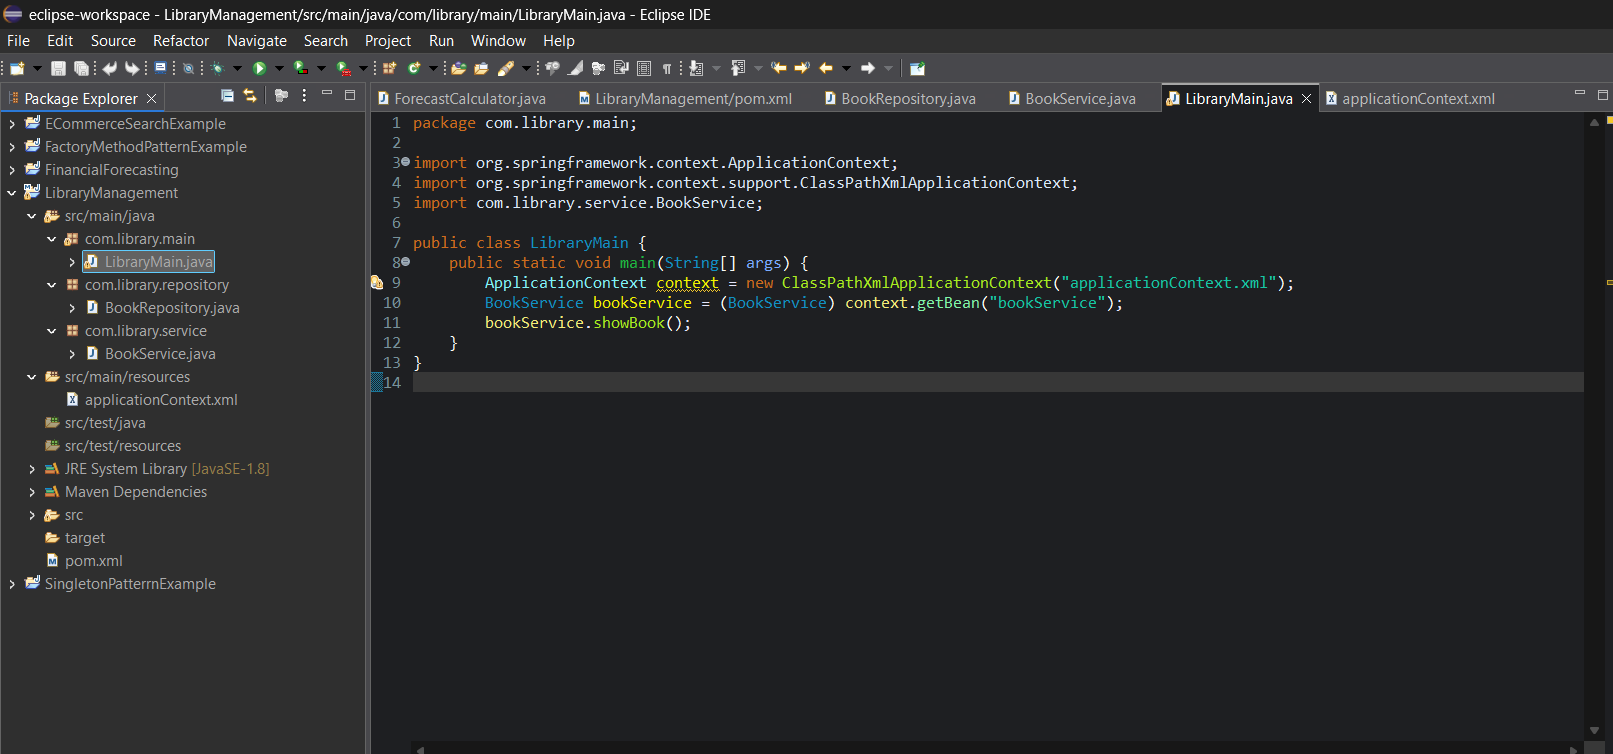 eclipse-workspace - LibraryManagement/src/main/java/com/library/main/LibraryMain.java - Eclipse IDE
File Edit Source Refactor Navigate Search Project Run Window Help
Package Explorer
ECommerceSearchExample
FactoryMethodPatternExample
FinancialForecasting
LibraryManagement
src/main/java
com.library.main
LibraryMain.java
com.library.repository
BookRepository.java
com.library.service
BookService.java
src/main/resources
applicationContext.xml
src/test/java
src/test/resources
JRE System Library [JavaSE-1.8]
Maven Dependencies
src
target
pom.xml
SingletonPatterrnExample
ForecastCalculator.java LibraryManagement/pom.xml BookRepository.java BookService.java LibraryMain.java applicationContext.xml
1 package com.library.main;
2
3 import org.springframework.context.ApplicationContext;
4 import org.springframework.context.support.ClassPathXmlApplicationContext;
5 import com.library.service.BookService;
6
7 public class LibraryMain {
8     public static void main(String[] args) {
9         ApplicationContext context = new ClassPathXmlApplicationContext("applicationContext.xml");
10         BookService bookService = (BookService) context.getBean("bookService");
11         bookService.showBook();
12     }
13 }
14